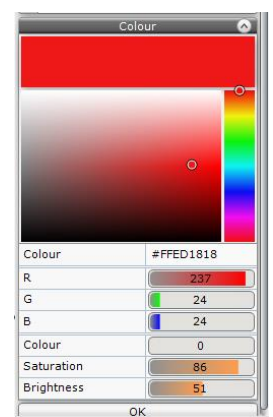 Colour
Colour #FFED1818
R 237
G 24
B 24
Colour 0
Saturation 86
Brightness 51
OK